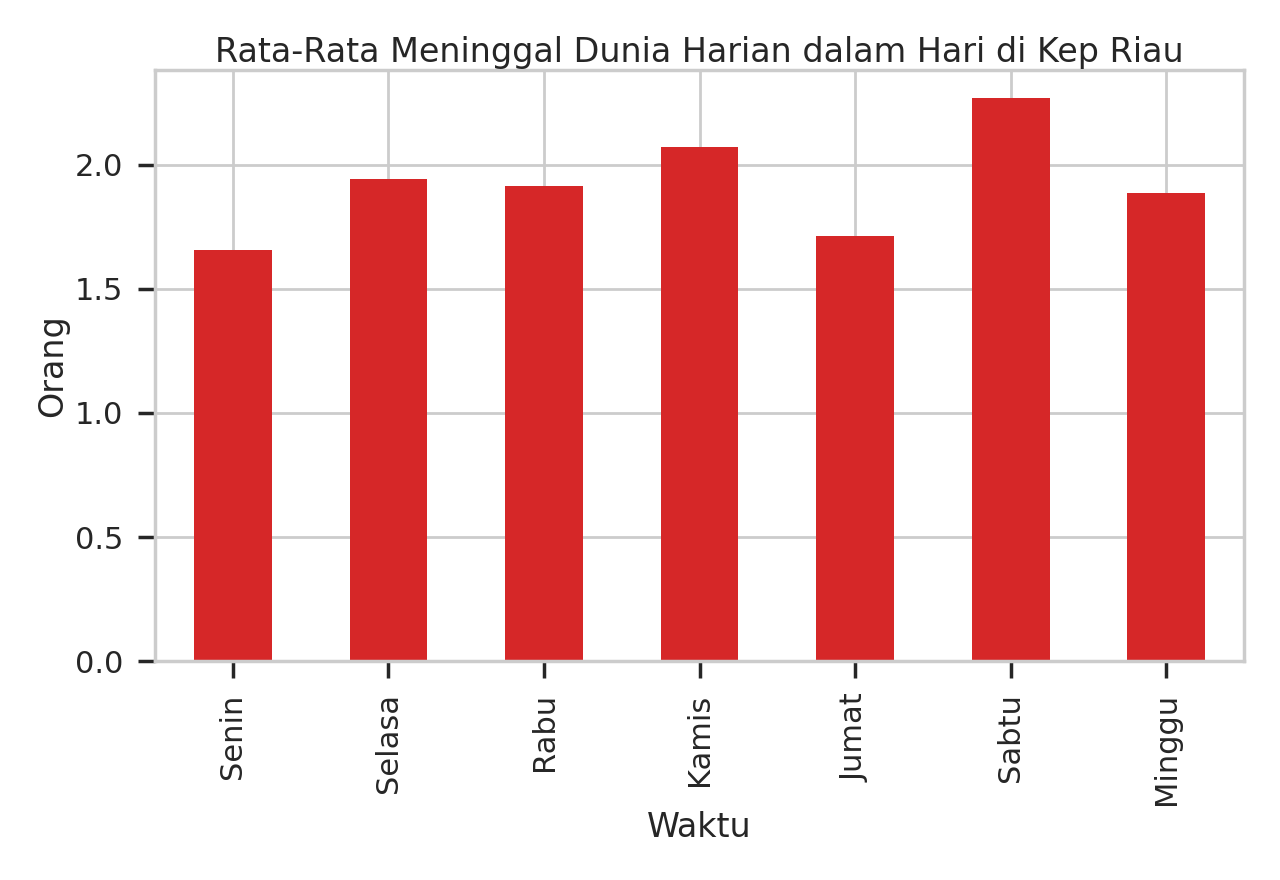 Rata-Rata Meninggal Dunia Harian dalam Hari di Kep Riau
Orang
2.0
1.5
1.0
0.5
0.0
Senin
Selasa
Rabu
Kamis
Jumat
Sabtu
Minggu
Waktu